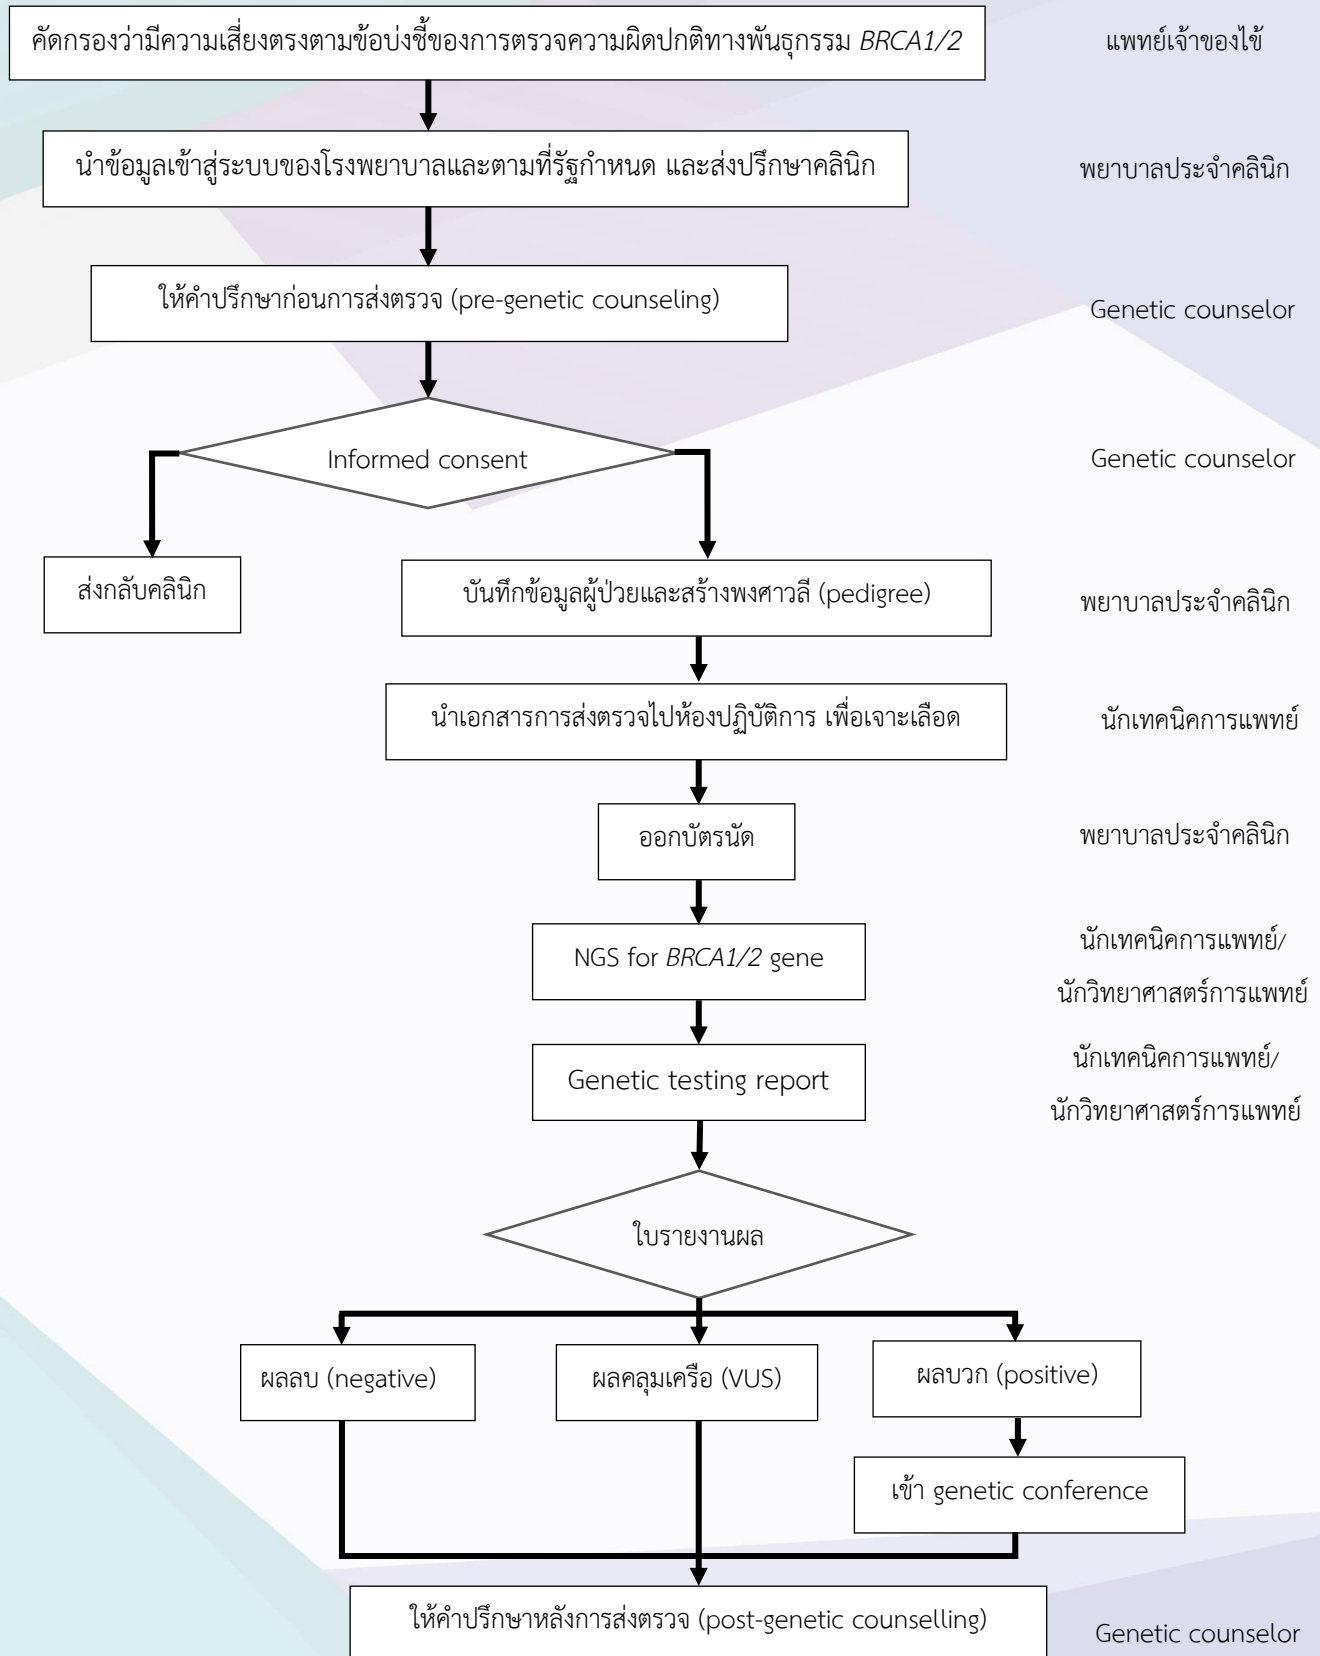 คัดกรองว่ามีความเสี่ยงตรงตามข้อบ่งชี้ของการตรวจความผิดปกติทางพันธุกรรม BRCA1/2
แพทย์เจ้าของไข้
นำข้อมูลเข้าสู่ระบบของโรงพยาบาลและตามที่รัฐกำหนด และส่งปรึกษาคลินิก
พยาบาลประจำคลินิก
ให้คำปรึกษาก่อนการส่งตรวจ (pre-genetic counseling)
Genetic counselor
Informed consent
Genetic counselor
ส่งกลับคลินิก
บันทึกข้อมูลผู้ป่วยและสร้างพงศาวลี (pedigree)
พยาบาลประจำคลินิก
นำเอกสารการส่งตรวจไปห้องปฏิบัติการ เพื่อเจาะเลือด
นักเทคนิคการแพทย์
ออกบัตรนัด
พยาบาลประจำคลินิก
NGS for BRCA1/2 gene
นักเทคนิคการแพทย์/
นักวิทยาศาสตร์การแพทย์
Genetic testing report
นักเทคนิคการแพทย์/
นักวิทยาศาสตร์การแพทย์
ใบรายงานผล
ผลลบ (negative)
ผลคลุมเครือ (VUS)
ผลบวก (positive)
เข้า genetic conference
ให้คำปรึกษาหลังการส่งตรวจ (post-genetic counselling)
Genetic counselor